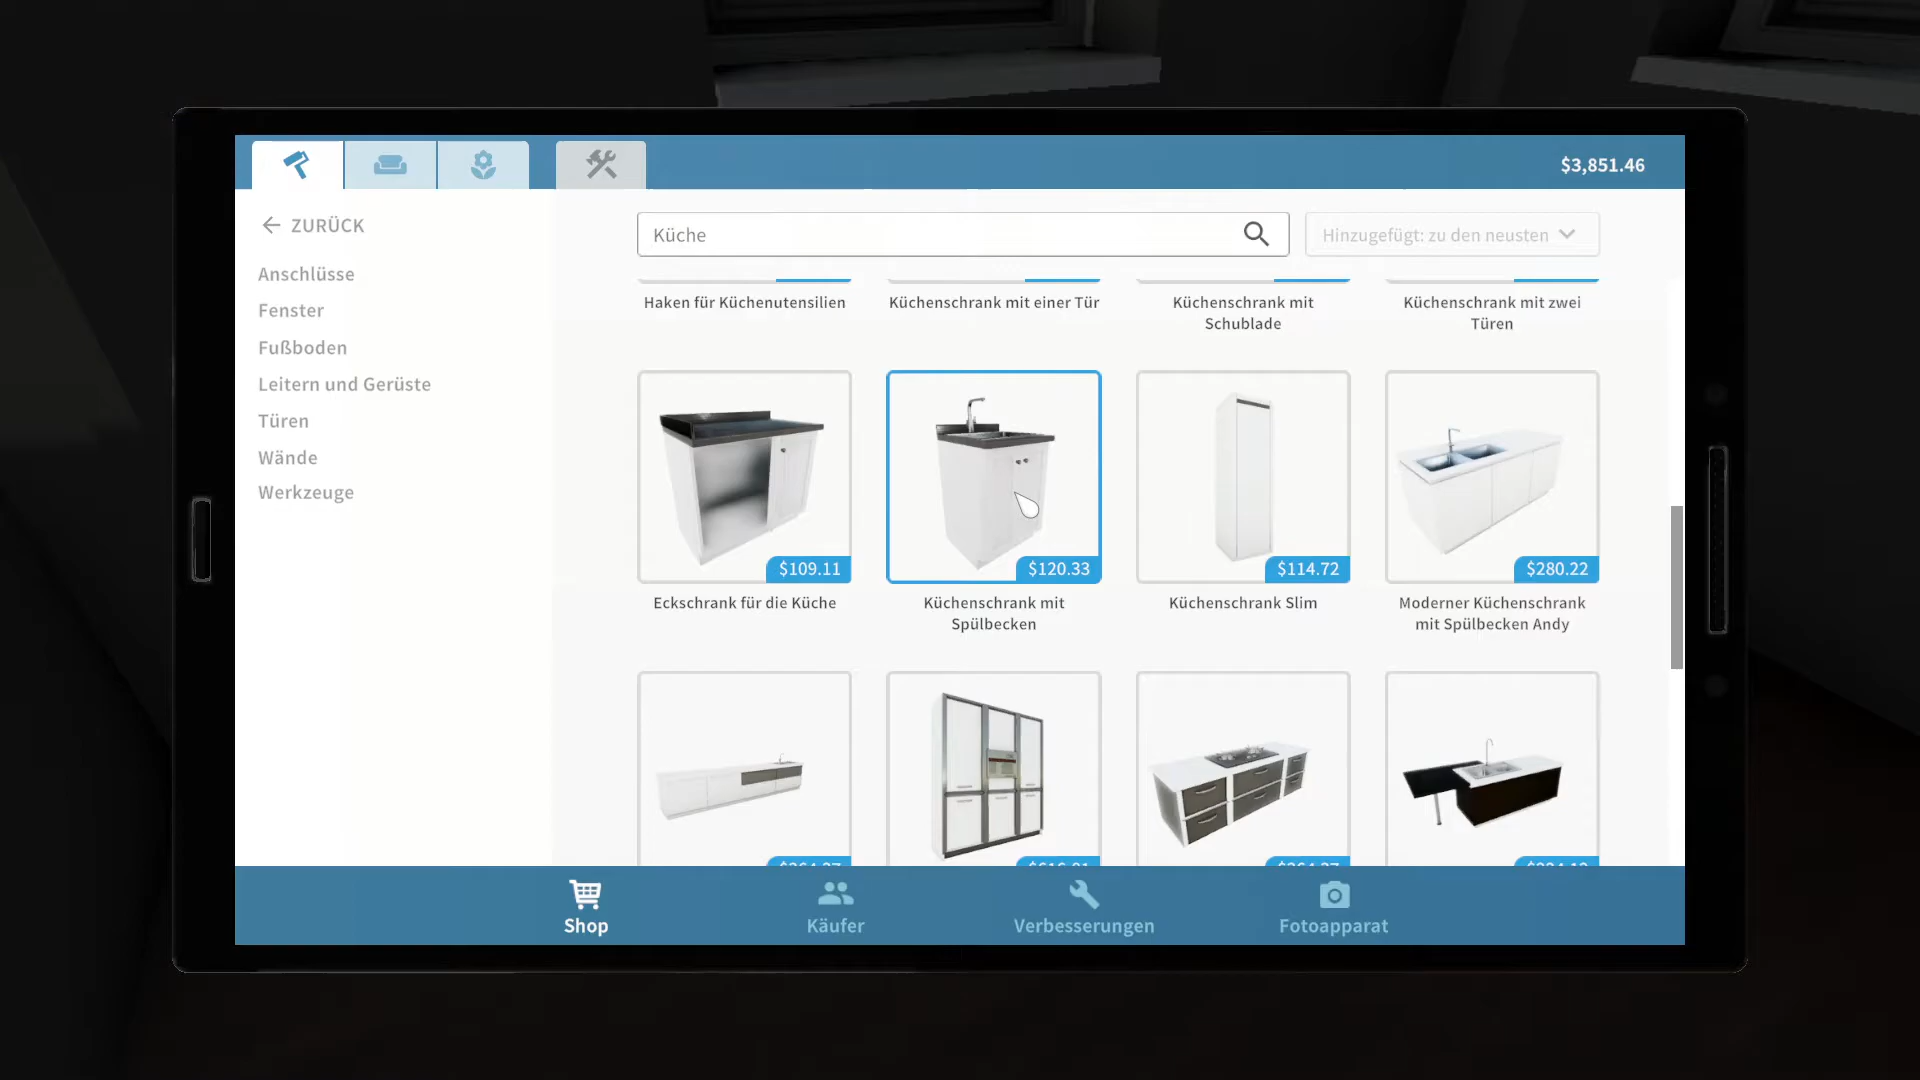 $3,851.46
ZURÜCK
Küche
Hinzugefügt: zu den neusten
Anschlüsse
Fenster
Fußboden
Leitern und Gerüste
Türen
Wände
Werkzeuge
Haken für Küchenutensilien
Küchenschrank mit einer Tür
Küchenschrank mit
Schublade
Küchenschrank mit zwei
Türen
$109.11
$120.33
$114.72
$280.22
Eckschrank für die Küche
Küchenschrank mit
Spülbecken
Küchenschrank Slim
Moderner Küchenschrank
mit Spülbecken Andy
Shop
Käufer
Verbesserungen
Fotoapparat